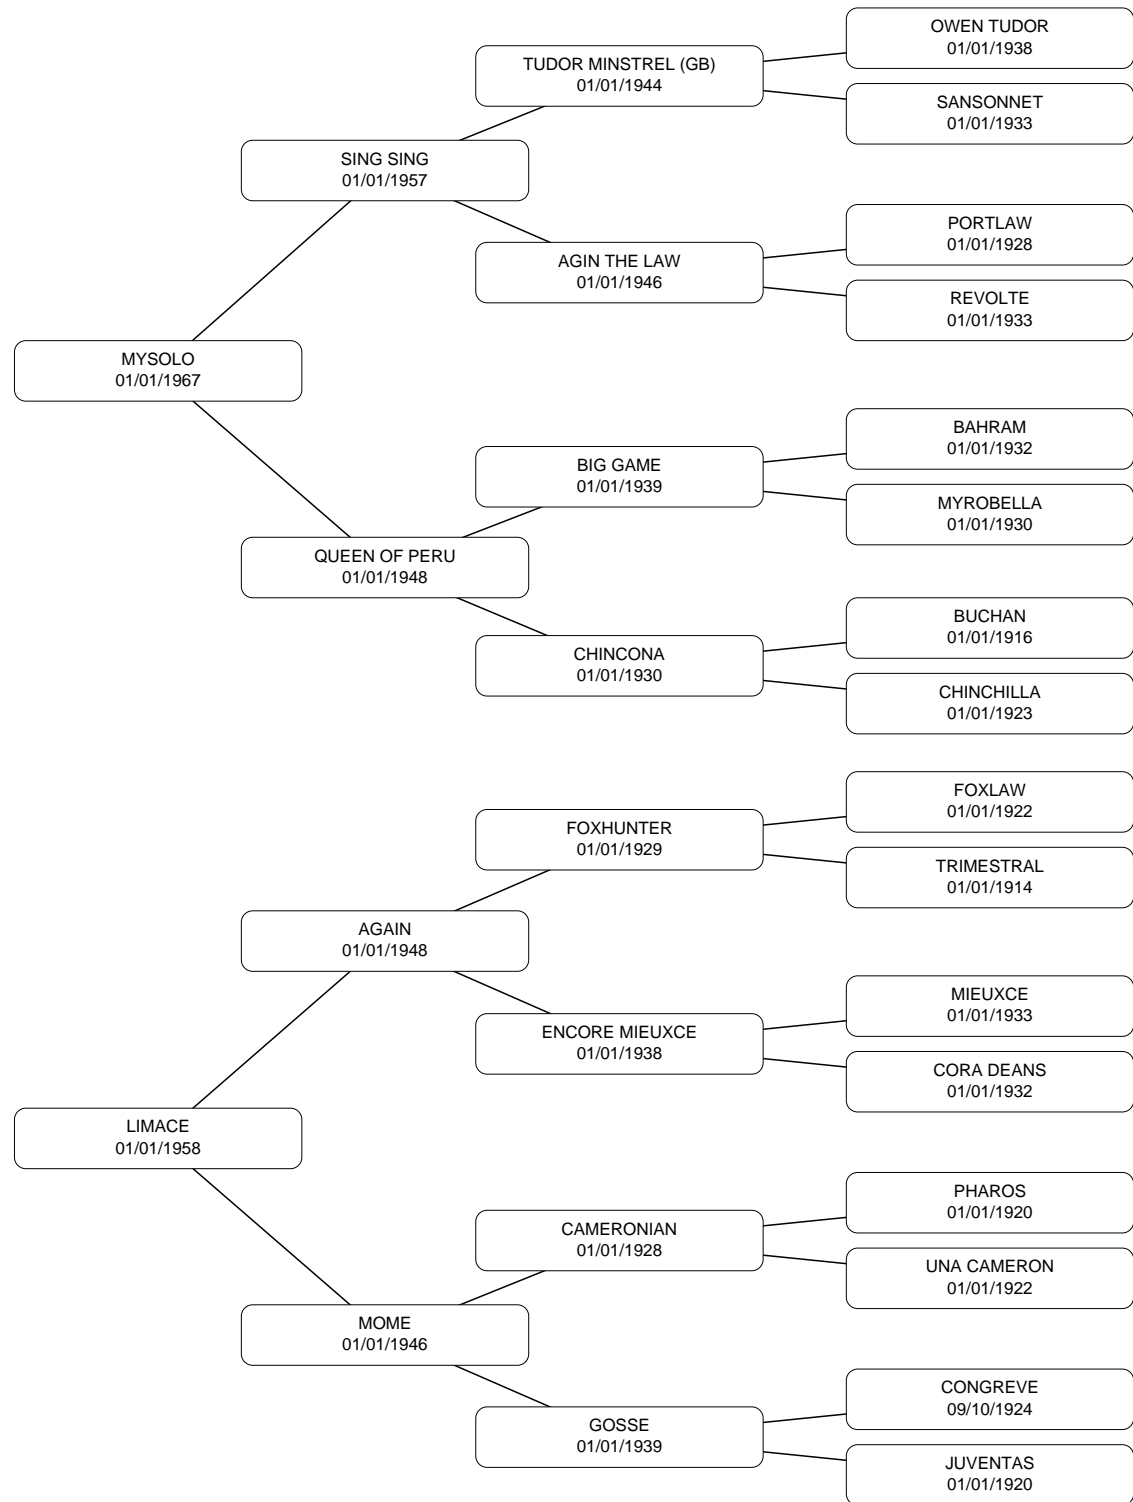 OWEN TUDOR
01/01/1938
TUDOR MINSTREL (GB)
01/01/1944
SANSONNET
01/01/1933
SING SING
01/01/1957
PORTLAW
01/01/1928
AGIN THE LAW
01/01/1946
REVOLTE
01/01/1933
MYSOLO
01/01/1967
BAHRAM
01/01/1932
BIG GAME
01/01/1939
MYROBELLA
01/01/1930
QUEEN OF PERU
01/01/1948
BUCHAN
01/01/1916
CHINCONA
01/01/1930
CHINCHILLA
01/01/1923
FOXLAW
01/01/1922
FOXHUNTER
01/01/1929
TRIMESTRAL
01/01/1914
AGAIN
01/01/1948
MIEUXCE
01/01/1933
ENCORE MIEUXCE
01/01/1938
CORA DEANS
01/01/1932
LIMACE
01/01/1958
PHAROS
01/01/1920
CAMERONIAN
01/01/1928
UNA CAMERON
01/01/1922
MOME
01/01/1946
CONGREVE
09/10/1924
GOSSE
01/01/1939
JUVENTAS
01/01/1920